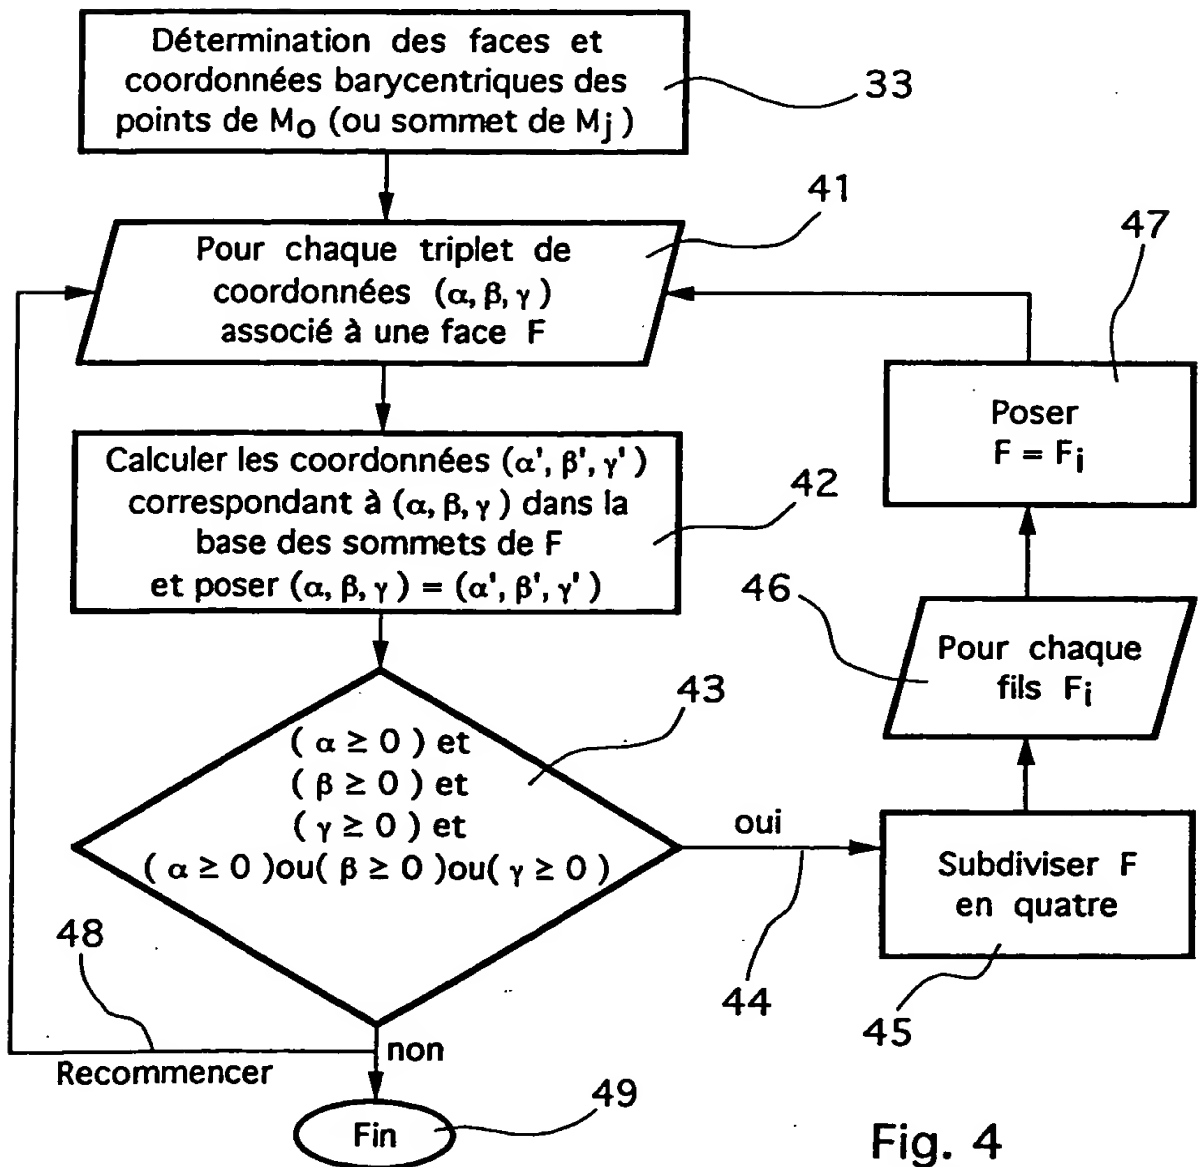 Détermination des faces et
coordonnées barycentriques des
points de Mo (ou sommet de Mj)
33
41
Pour chaque triplet de
coordonnées (α, β, γ)
associé à une face F
47
Poser
F = Fi
Calculer les coordonnées (α', β', γ')
correspondant à (α, β, γ) dans la
base des sommets de F
et poser (α, β, γ) = (α', β', γ')
42
46
Pour chaque
fils Fi
43
(α ≥ 0) et
(β ≥ 0) et
(γ ≥ 0) et
(α ≥ 0)ou(β ≥ 0)ou(γ ≥ 0)
oui
44
Subdiviser F
en quatre
45
48
non
Recommencer
Fin
49
Fig. 4